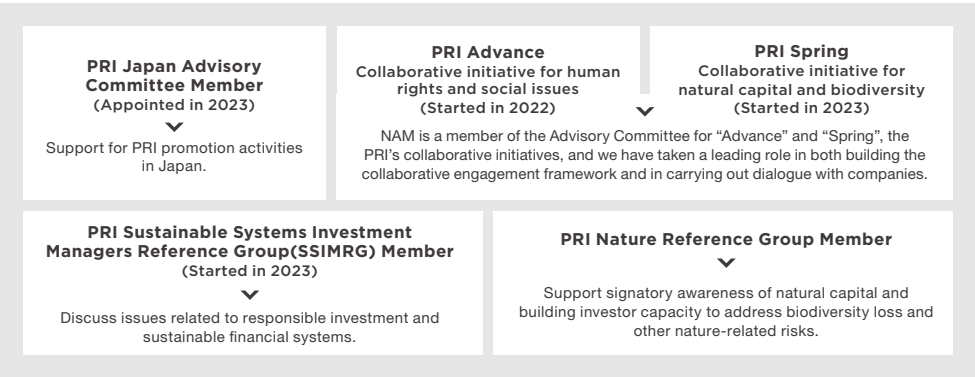 PRI Japan Advisory
Committee Member
(Appointed in 2023)
Support for PRI promotion activities
in Japan.
PRI Advance
Collaborative initiative for human
rights and social issues
(Started in 2022)
PRI Spring
Collaborative initiative for
natural capital and biodiversity
(Started in 2023)
NAM is a member of the Advisory Committee for “Advance” and “Spring”, the
PRI’s collaborative initiatives, and we have taken a leading role in both building the
collaborative engagement framework and in carrying out dialogue with companies.
PRI Sustainable Systems Investment
Managers Reference Group(SSIMRG) Member
(Started in 2023)
Discuss issues related to responsible investment and
sustainable financial systems.
PRI Nature Reference Group Member
Support signatory awareness of natural capital and
building investor capacity to address biodiversity loss and
other nature-related risks.